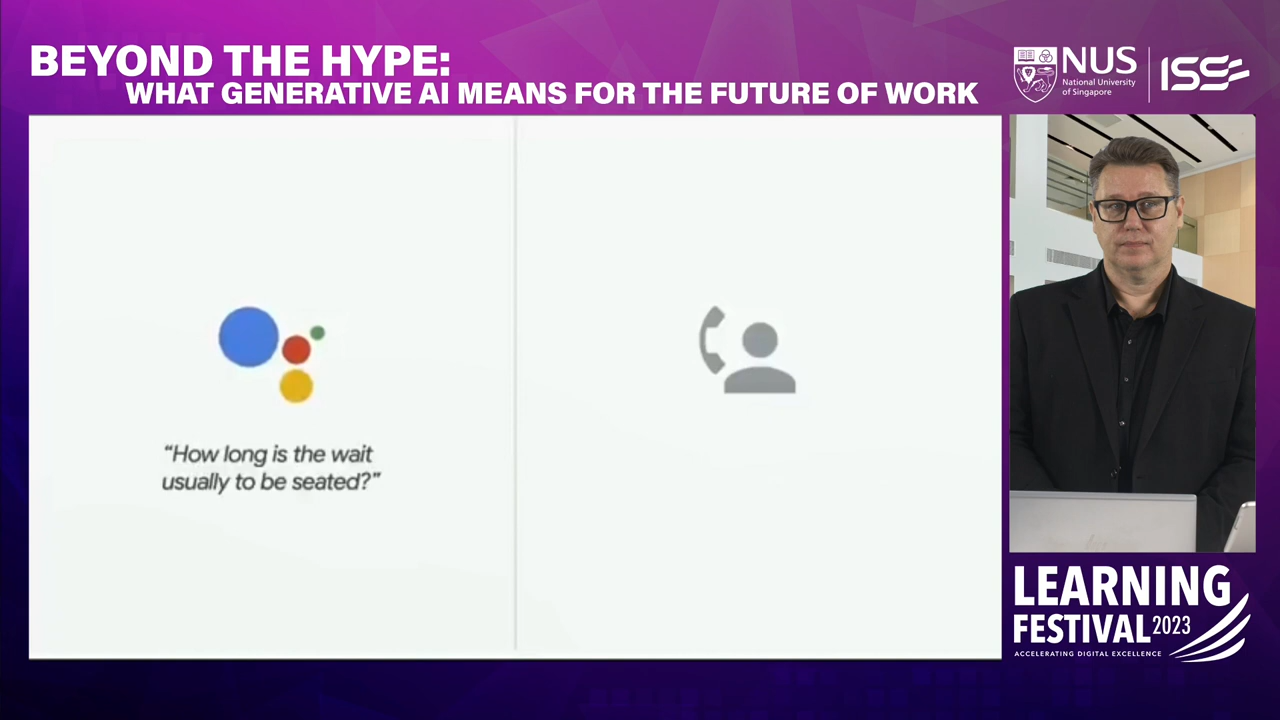 BEYOND THE HYPE:
WHAT GENERATIVE AI MEANS FOR THE FUTURE OF WORK
NUS
National University
of Singapore
ISS
“How long is the wait
usually to be seated?”
LEARNING
FESTIVAL 2023
ACCELERATING DIGITAL EXCELLENCE